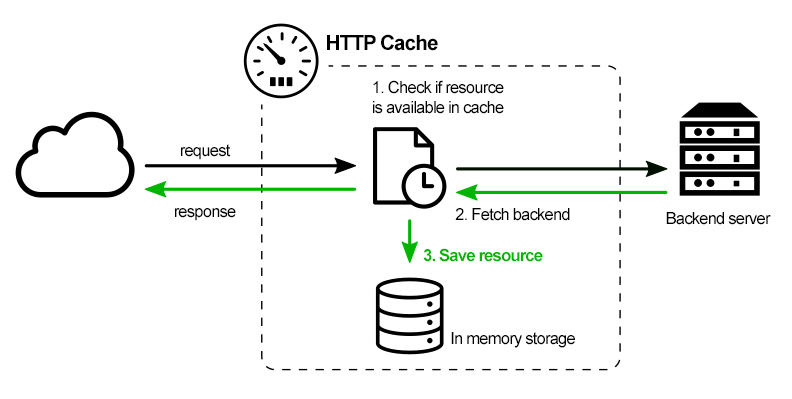 HTTP Cache
1. Check if resource
is available in cache
request
response
2. Fetch backend
Backend server
3. Save resource
In memory storage